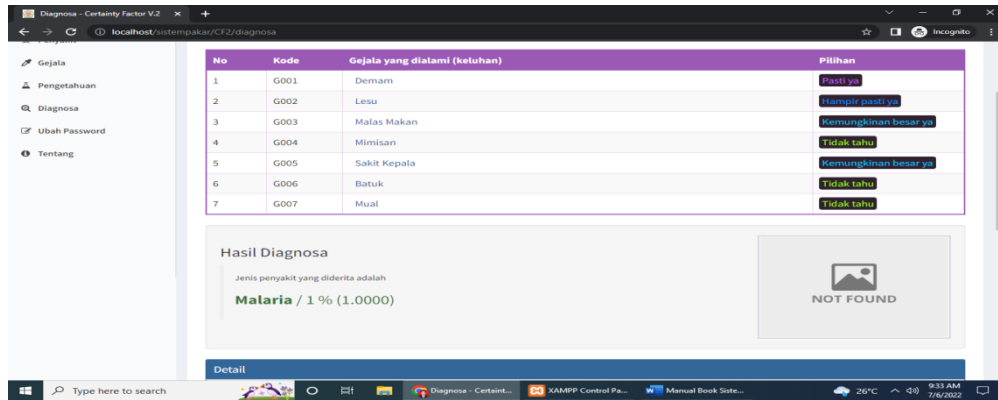 Diagnosa - Certainty Factor V.2
localhost/sistempakar/CF2/diagnosa
Incognito
Gejala
Pengetahuan
Diagnosa
Ubah Password
Tentang
No Kode Gejala yang dialami (keluhan) Pilihan
1 G001 Demam Pasti ya
2 G002 Lesu Hampir pasti ya
3 G003 Malas Makan Kemungkinan besar ya
4 G004 Mimisan Tidak tahu
5 G005 Sakit Kepala Kemungkinan besar ya
6 G006 Batuk Tidak tahu
7 G007 Mual Tidak tahu
Hasil Diagnosa
Jenis penyakit yang diderita adalah
Malaria / 1 % (1.0000)
NOT FOUND
Detail
Type here to search
Diagnosa - Certaint...
XAMPP Control Pa...
Manual Book Siste...
26°C
9:33 AM
7/6/2022